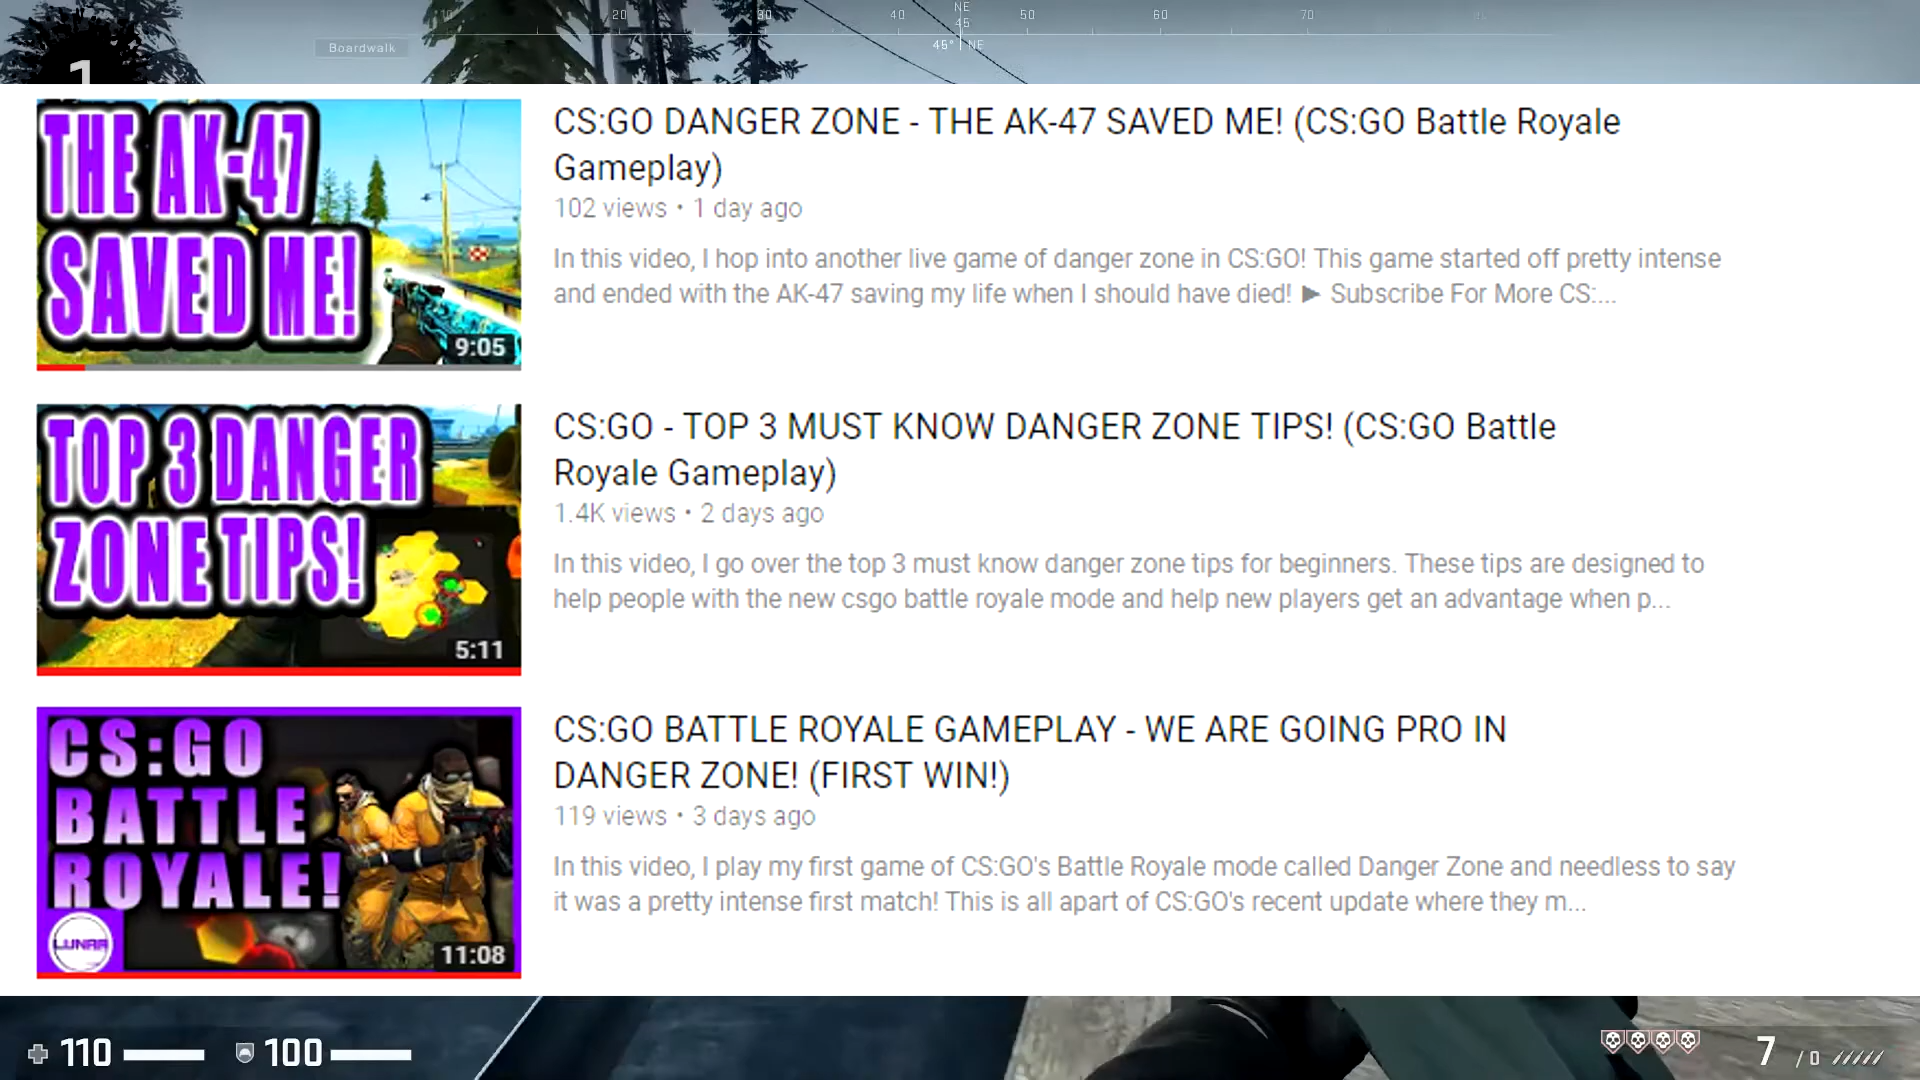 20 30 40 NE 50 60 70
45
Boardwalk
45° NE
1
THE AK-47
SAVED ME!
9:05
CS:GO DANGER ZONE - THE AK-47 SAVED ME! (CS:GO Battle Royale
Gameplay)
102 views • 1 day ago
In this video, I hop into another live game of danger zone in CS:GO! This game started off pretty intense
and ended with the AK-47 saving my life when I should have died! ► Subscribe For More CS:...
TOP 3 DANGER
ZONE TIPS!
5:11
CS:GO - TOP 3 MUST KNOW DANGER ZONE TIPS! (CS:GO Battle
Royale Gameplay)
1.4K views • 2 days ago
In this video, I go over the top 3 must know danger zone tips for beginners. These tips are designed to
help people with the new csgo battle royale mode and help new players get an advantage when p...
CS:GO
BATTLE
ROYALE!
LUNAR
11:08
CS:GO BATTLE ROYALE GAMEPLAY - WE ARE GOING PRO IN
DANGER ZONE! (FIRST WIN!)
119 views • 3 days ago
In this video, I play my first game of CS:GO's Battle Royale mode called Danger Zone and needless to say
it was a pretty intense first match! This is all apart of CS:GO's recent update where they m...
110 100 7 / 0